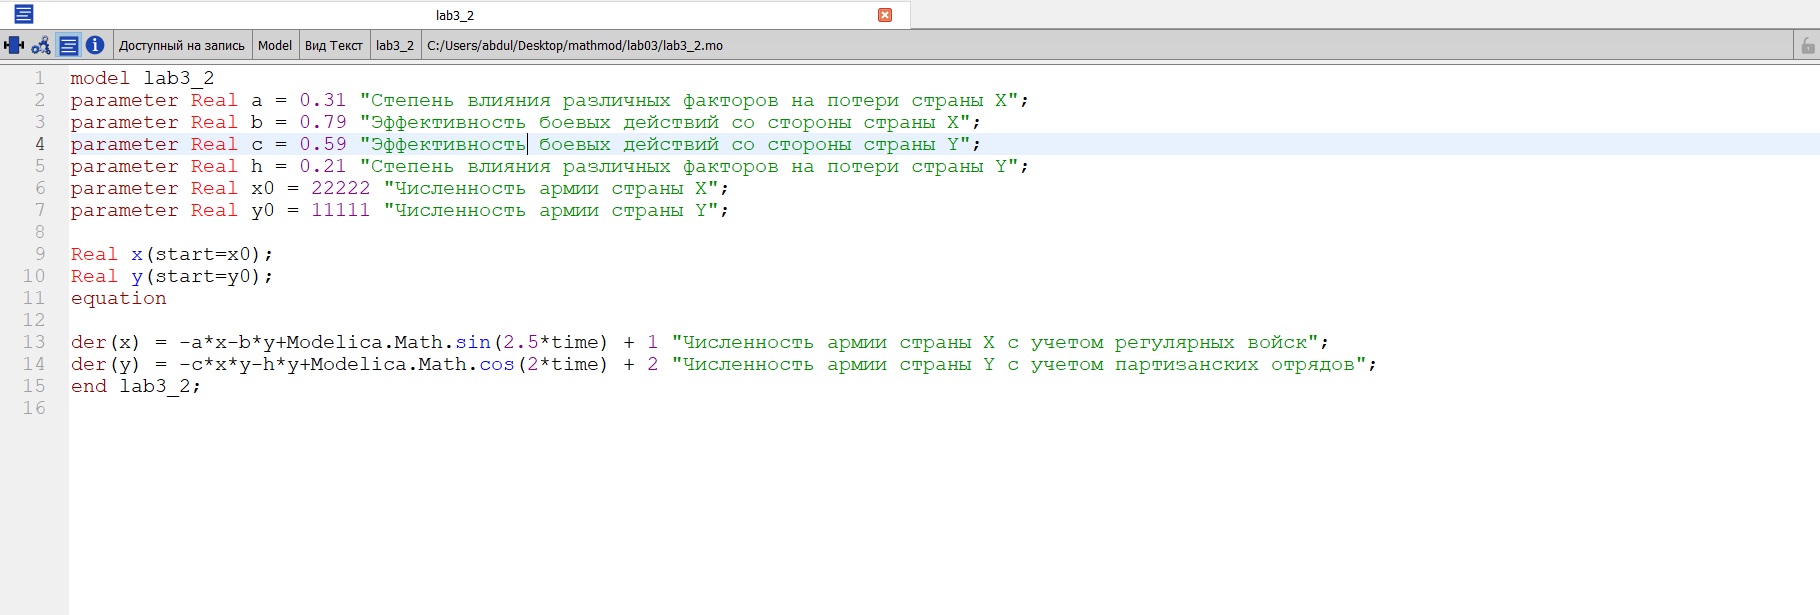 lab3_2
Доступный на запись Model Вид Текст lab3_2 C:/Users/abdul/Desktop/mathmod/lab03/lab3_2.mo
1 model lab3_2
2 parameter Real a = 0.31 "Степень влияния различных факторов на потери страны X";
3 parameter Real b = 0.79 "Эффективность боевых действий со стороны страны X";
4 parameter Real c = 0.59 "Эффективность боевых действий со стороны страны Y";
5 parameter Real h = 0.21 "Степень влияния различных факторов на потери страны Y";
6 parameter Real x0 = 22222 "Численность армии страны X";
7 parameter Real y0 = 11111 "Численность армии страны Y";
8
9 Real x(start=x0);
10 Real y(start=y0);
11 equation
12
13 der(x) = -a*x-b*y+Modelica.Math.sin(2.5*time) + 1 "Численность армии страны X с учетом регулярных войск";
14 der(y) = -c*x*y-h*y+Modelica.Math.cos(2*time) + 2 "Численность армии страны Y с учетом партизанских отрядов";
15 end lab3_2;
16